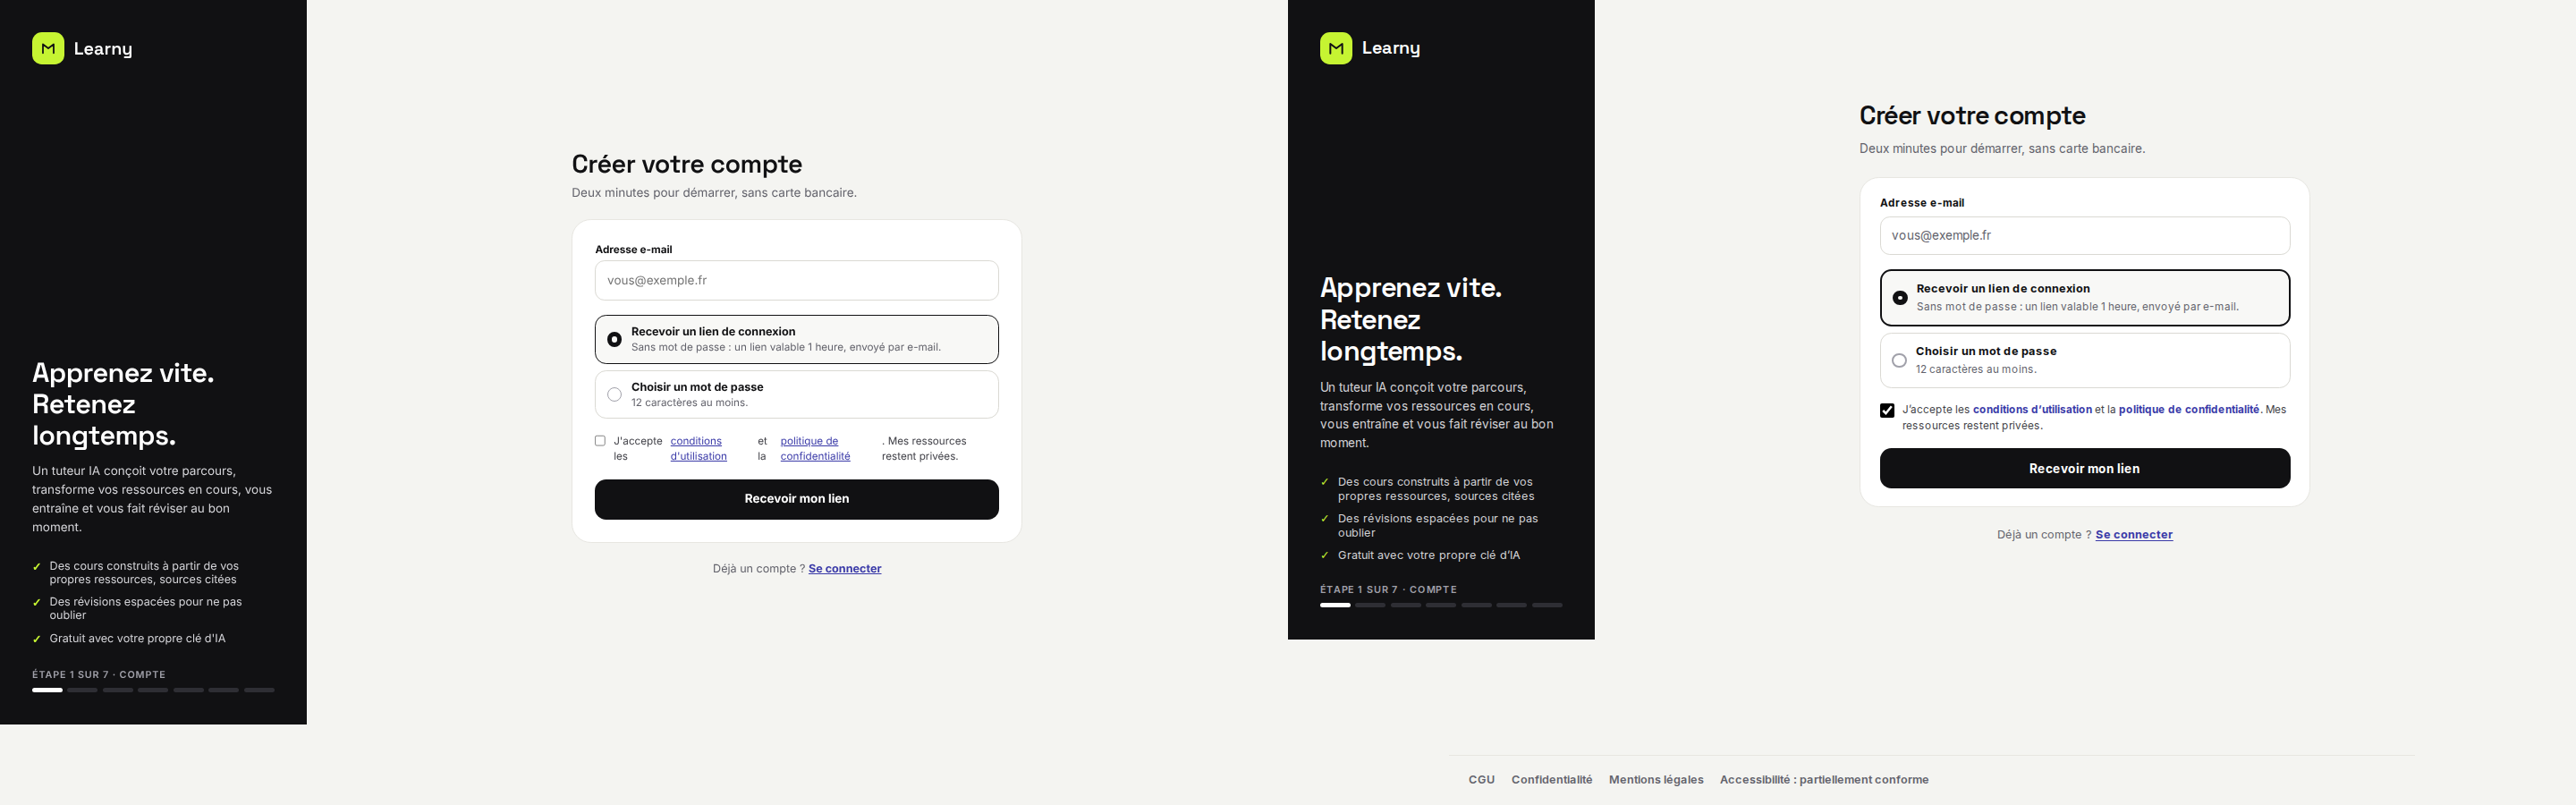 Learny
Apprenez vite.
Retenez
longtemps.
Un tuteur IA conçoit votre parcours,
transforme vos ressources en cours, vous
entraîne et vous fait réviser au bon
moment.
✓ Des cours construits à partir de vos
propres ressources, sources citées
✓ Des révisions espacées pour ne pas
oublier
✓ Gratuit avec votre propre clé d'IA
ÉTAPE 1 SUR 7 · COMPTE
Créer votre compte
Deux minutes pour démarrer, sans carte bancaire.
Adresse e-mail
vous@exemple.fr
Recevoir un lien de connexion
Sans mot de passe : un lien valable 1 heure, envoyé par e-mail.
Choisir un mot de passe
12 caractères au moins.
J'accepte les conditions d'utilisation et la politique de confidentialité . Mes ressources restent privées.
Recevoir mon lien
Déjà un compte ? Se connecter
Learny
Apprenez vite.
Retenez
longtemps.
Un tuteur IA conçoit votre parcours,
transforme vos ressources en cours,
vous entraîne et vous fait réviser au bon
moment.
✓ Des cours construits à partir de vos
propres ressources, sources citées
✓ Des révisions espacées pour ne pas
oublier
✓ Gratuit avec votre propre clé d’IA
ÉTAPE 1 SUR 7 · COMPTE
Créer votre compte
Deux minutes pour démarrer, sans carte bancaire.
Adresse e-mail
vous@exemple.fr
Recevoir un lien de connexion
Sans mot de passe : un lien valable 1 heure, envoyé par e-mail.
Choisir un mot de passe
12 caractères au moins.
J’accepte les conditions d’utilisation et la politique de confidentialité. Mes
ressources restent privées.
Recevoir mon lien
Déjà un compte ? Se connecter
CGU Confidentialité Mentions légales Accessibilité : partiellement conforme